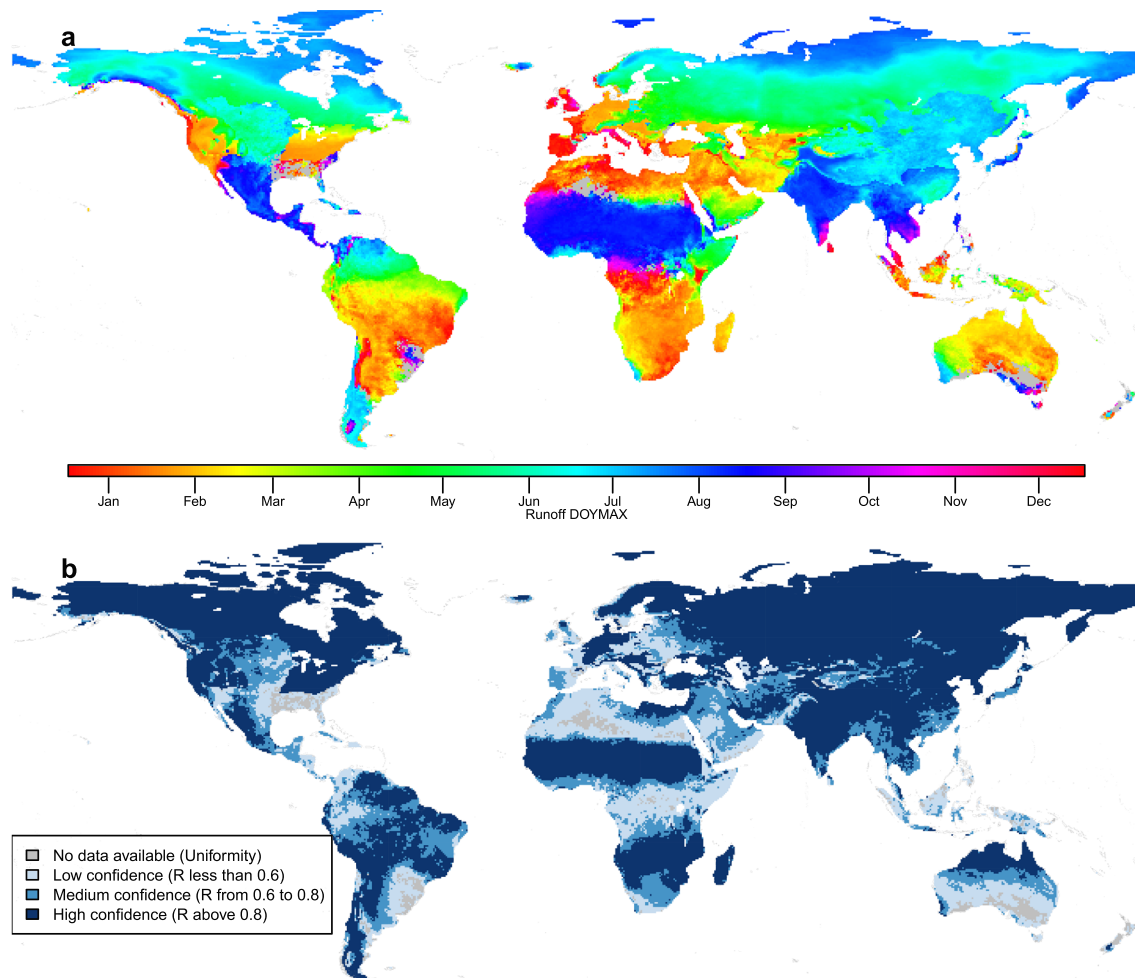 a
Jan Feb Mar Apr May Jun Jul Aug Sep Oct Nov Dec
Runoff DOYMAX
b
No data available (Uniformity)
Low confidence (R less than 0.6)
Medium confidence (R from 0.6 to 0.8)
High confidence (R above 0.8)